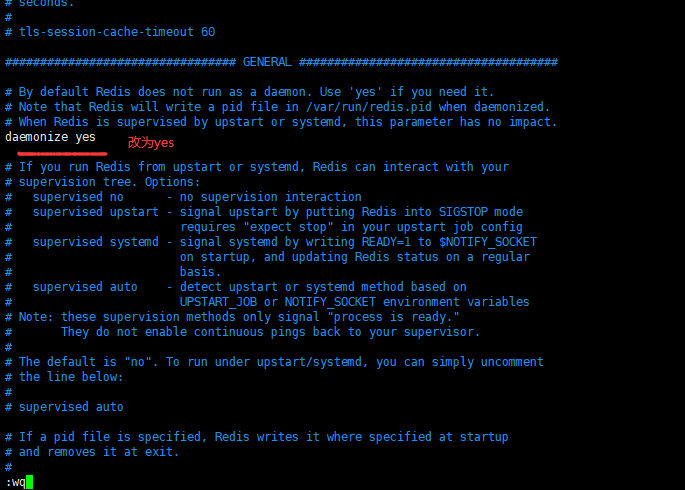 # seconds.
#
# tls-session-cache-timeout 60
################################# GENERAL #####################################
# By default Redis does not run as a daemon. Use 'yes' if you need it.
# Note that Redis will write a pid file in /var/run/redis.pid when daemonized.
# When Redis is supervised by upstart or systemd, this parameter has no impact.
daemonize yes 改为yes
# If you run Redis from upstart or systemd, Redis can interact with your
# supervision tree. Options:
#   supervised no      - no supervision interaction
#   supervised upstart - signal upstart by putting Redis into SIGSTOP mode
#                        requires "expect stop" in your upstart job config
#   supervised systemd - signal systemd by writing READY=1 to $NOTIFY_SOCKET
#                        on startup, and updating Redis status on a regular
#                        basis.
#   supervised auto    - detect upstart or systemd method based on
#                        UPSTART_JOB or NOTIFY_SOCKET environment variables
# Note: these supervision methods only signal "process is ready."
#       They do not enable continuous pings back to your supervisor.
#
# The default is "no". To run under upstart/systemd, you can simply uncomment
# the line below:
#
# supervised auto
# If a pid file is specified, Redis writes it where specified at startup
# and removes it at exit.
#
:wq